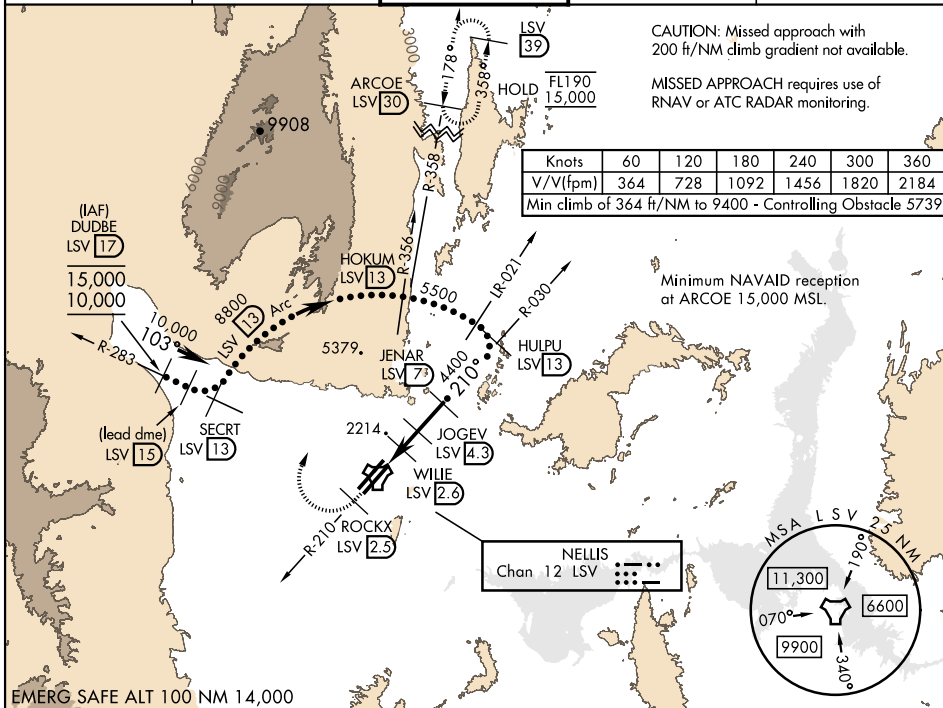 CAUTION: Missed approach with
200 ft/NM climb gradient not available.
MISSED APPROACH requires use of
RNAV or ATC RADAR monitoring.
LSV 39
178°
358°
3000
ARCOE
LSV 30
HOLD
FL190
15,000
9908
6000
9000
Knots 60 120 180 240 300 360
V/V(fpm) 364 728 1092 1456 1820 2184
Min climb of 364 ft/NM to 9400 - Controlling Obstacle 5739
R-358
R-356
(IAF)
DUDBE
LSV 17
15,000
10,000
HOKUM
LSV 13
LR-021
R-030
Minimum NAVAID reception
at ARCOE 15,000 MSL.
10,000
103°
R-283
8800
LSV 13 Arc
5500
5379
JENAR
LSV 7
4400
210°
HULPU
LSV 13
(lead dme)
LSV 15
SECRT
LSV 13
2214
JOGEV
LSV 4.3
WILIE
LSV 2.6
ROCKX
LSV 2.5
R-210
NELLIS
Chan 12 LSV
MSA LSV 25 NM
190°
11,300
070°
6600
9900
340°
EMERG SAFE ALT 100 NM 14,000